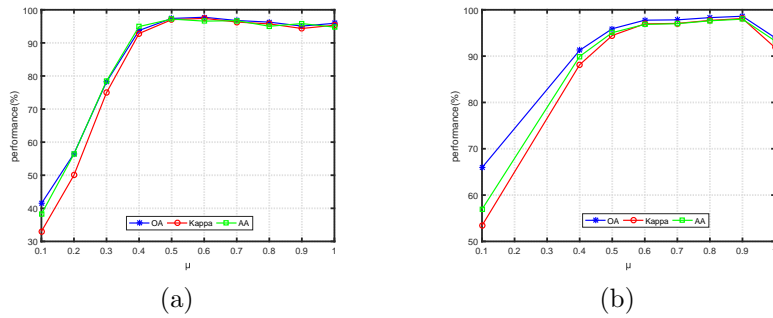 100
90
80
70
60
50
40
30
performance(%)
OA Kappa AA
0.1 0.2 0.3 0.4 0.5 0.6 0.7 0.8 0.9 1
μ
(a)
100
90
80
70
60
50
performance(%)
OA Kappa AA
0.1 0.2 0.3 0.4 0.5 0.6 0.7 0.8 0.9
μ
(b)